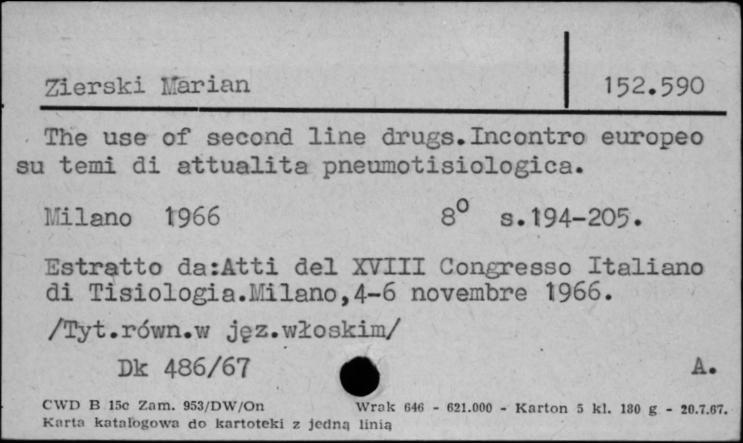 Zierski Marian 152.590
The use of second line drugs.Incontro europeo
su temi di attualita pneumotisiologica.
Milano 1966 8° s.194-205.
Estratto da:Atti del XVIII Congresso Italiano
di Tisiologia.Milano,4-6 novembre 1966.
/Tyt.równ.w jęz.włoskim/
Dk 486/67 A.
CWD B 15c Zam. 953/DW/On Wrak 646 - 621.000 - Karton 5 kl. 180 g - 20.7.67.
Karta katalogowa do kartoteki z jedną linią